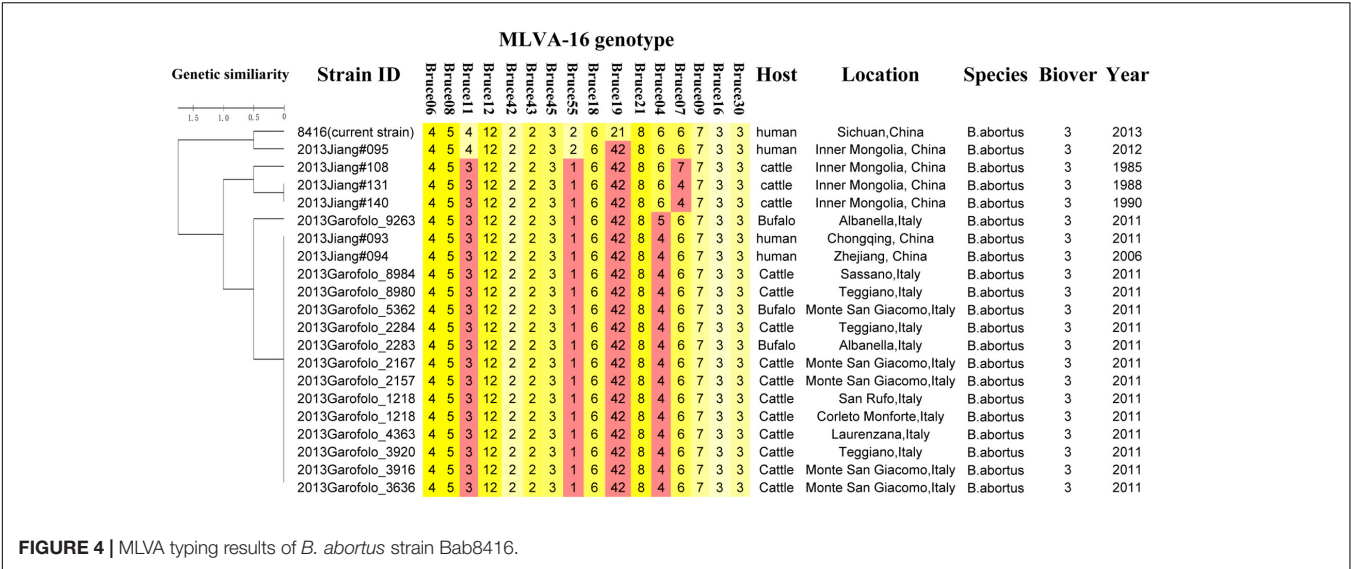 MLVA-16 genotype
Genetic similiarity Strain ID Bruce06 Bruce08 Bruce11 Bruce12 Bruce42 Bruce43 Bruce45 Bruce55 Bruce18 Bruce19 Bruce21 Bruce04 Bruce07 Bruce09 Bruce16 Bruce30 Host Location Species Biover Year
1.5 1.0 0.5 0
8416(current strain) 4 5 4 12 2 2 3 2 6 21 8 6 6 7 3 3 human Sichuan,China B.abortus 3 2013
2013Jiang#095 4 5 4 12 2 2 3 2 6 42 8 6 6 7 3 3 human Inner Mongolia, China B.abortus 3 2012
2013Jiang#108 4 5 3 12 2 2 3 1 6 42 8 6 7 7 3 3 cattle Inner Mongolia, China B.abortus 3 1985
2013Jiang#131 4 5 3 12 2 2 3 1 6 42 8 6 4 7 3 3 cattle Inner Mongolia, China B.abortus 3 1988
2013Jiang#140 4 5 3 12 2 2 3 1 6 42 8 6 4 7 3 3 cattle Inner Mongolia, China B.abortus 3 1990
2013Garofolo_9263 4 5 3 12 2 2 3 1 6 42 8 5 6 7 3 3 Bufalo Albanella,Italy B.abortus 3 2011
2013Jiang#093 4 5 3 12 2 2 3 1 6 42 8 4 6 7 3 3 human Chongqing, China B.abortus 3 2011
2013Jiang#094 4 5 3 12 2 2 3 1 6 42 8 4 6 7 3 3 human Zhejiang, China B.abortus 3 2006
2013Garofolo_8984 4 5 3 12 2 2 3 1 6 42 8 4 6 7 3 3 Cattle Sassano,Italy B.abortus 3 2011
2013Garofolo_8980 4 5 3 12 2 2 3 1 6 42 8 4 6 7 3 3 Cattle Teggiano,Italy B.abortus 3 2011
2013Garofolo_5362 4 5 3 12 2 2 3 1 6 42 8 4 6 7 3 3 Bufalo Monte San Giacomo,Italy B.abortus 3 2011
2013Garofolo_2284 4 5 3 12 2 2 3 1 6 42 8 4 6 7 3 3 Cattle Teggiano,Italy B.abortus 3 2011
2013Garofolo_2283 4 5 3 12 2 2 3 1 6 42 8 4 6 7 3 3 Bufalo Albanella,Italy B.abortus 3 2011
2013Garofolo_2167 4 5 3 12 2 2 3 1 6 42 8 4 6 7 3 3 Cattle Monte San Giacomo,Italy B.abortus 3 2011
2013Garofolo_2157 4 5 3 12 2 2 3 1 6 42 8 4 6 7 3 3 Cattle Monte San Giacomo,Italy B.abortus 3 2011
2013Garofolo_1218 4 5 3 12 2 2 3 1 6 42 8 4 6 7 3 3 Cattle San Rufo,Italy B.abortus 3 2011
2013Garofolo_1218 4 5 3 12 2 2 3 1 6 42 8 4 6 7 3 3 Cattle Corleto Monforte,Italy B.abortus 3 2011
2013Garofolo_4363 4 5 3 12 2 2 3 1 6 42 8 4 6 7 3 3 Cattle Laurenzana,Italy B.abortus 3 2011
2013Garofolo_3920 4 5 3 12 2 2 3 1 6 42 8 4 6 7 3 3 Cattle Teggiano,Italy B.abortus 3 2011
2013Garofolo_3916 4 5 3 12 2 2 3 1 6 42 8 4 6 7 3 3 Cattle Monte San Giacomo,Italy B.abortus 3 2011
2013Garofolo_3636 4 5 3 12 2 2 3 1 6 42 8 4 6 7 3 3 Cattle Monte San Giacomo,Italy B.abortus 3 2011
FIGURE 4 | MLVA typing results of B. abortus strain Bab8416.